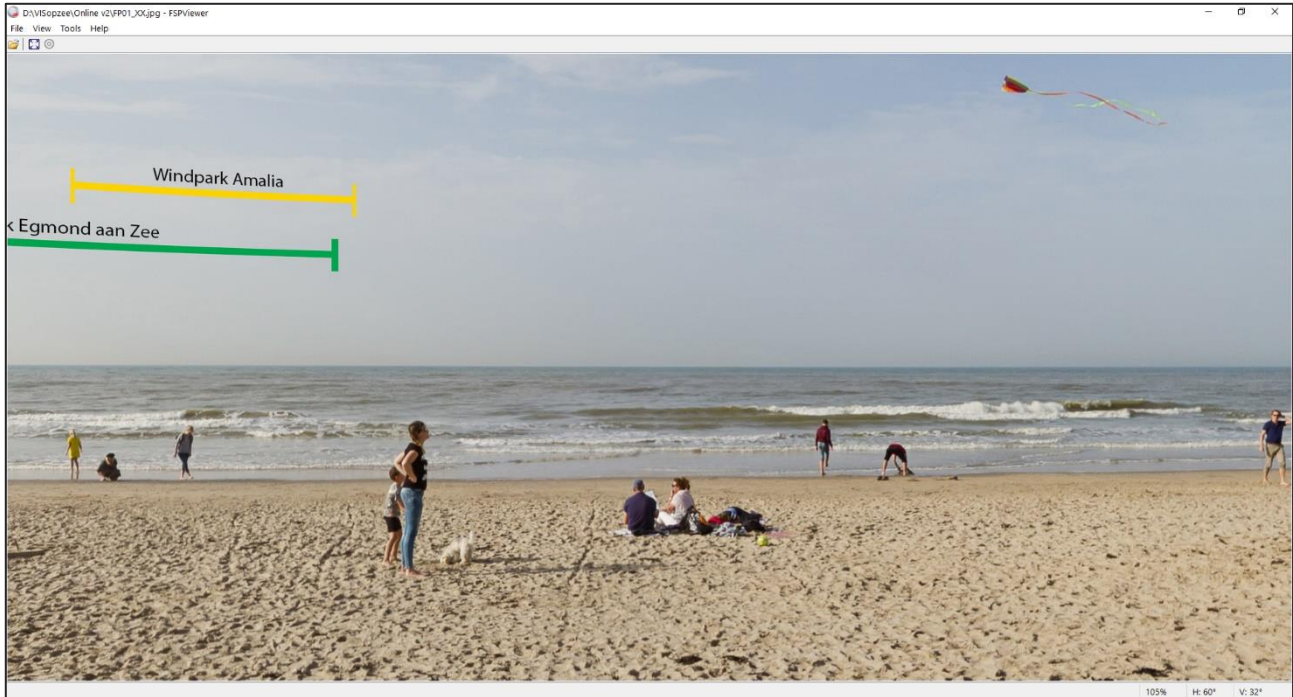 D:\VISopzee\Online v2\FP01_XX.jpg - FSPViewer
File View Tools Help
Windpark Amalia
k Egmond aan Zee
105% H: 60° V: 32°